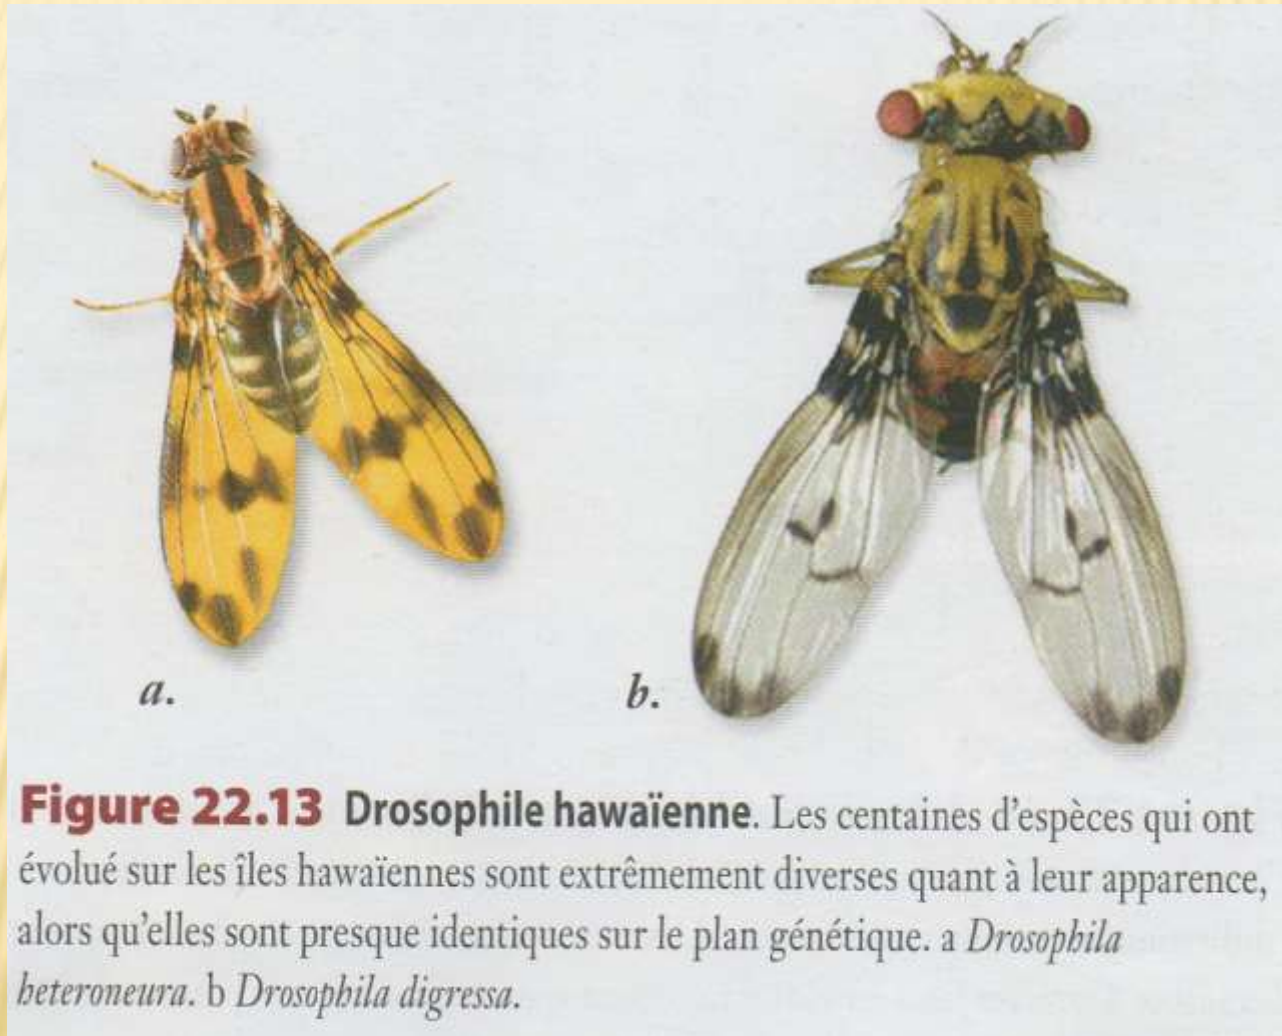 a.
b.
Figure 22.13 Drosophile hawaïenne. Les centaines d'espèces qui ont
évolué sur les îles hawaïennes sont extrêmement diverses quant à leur apparence,
alors qu'elles sont presque identiques sur le plan génétique. a Drosophila
heteroneura. b Drosophila digressa.